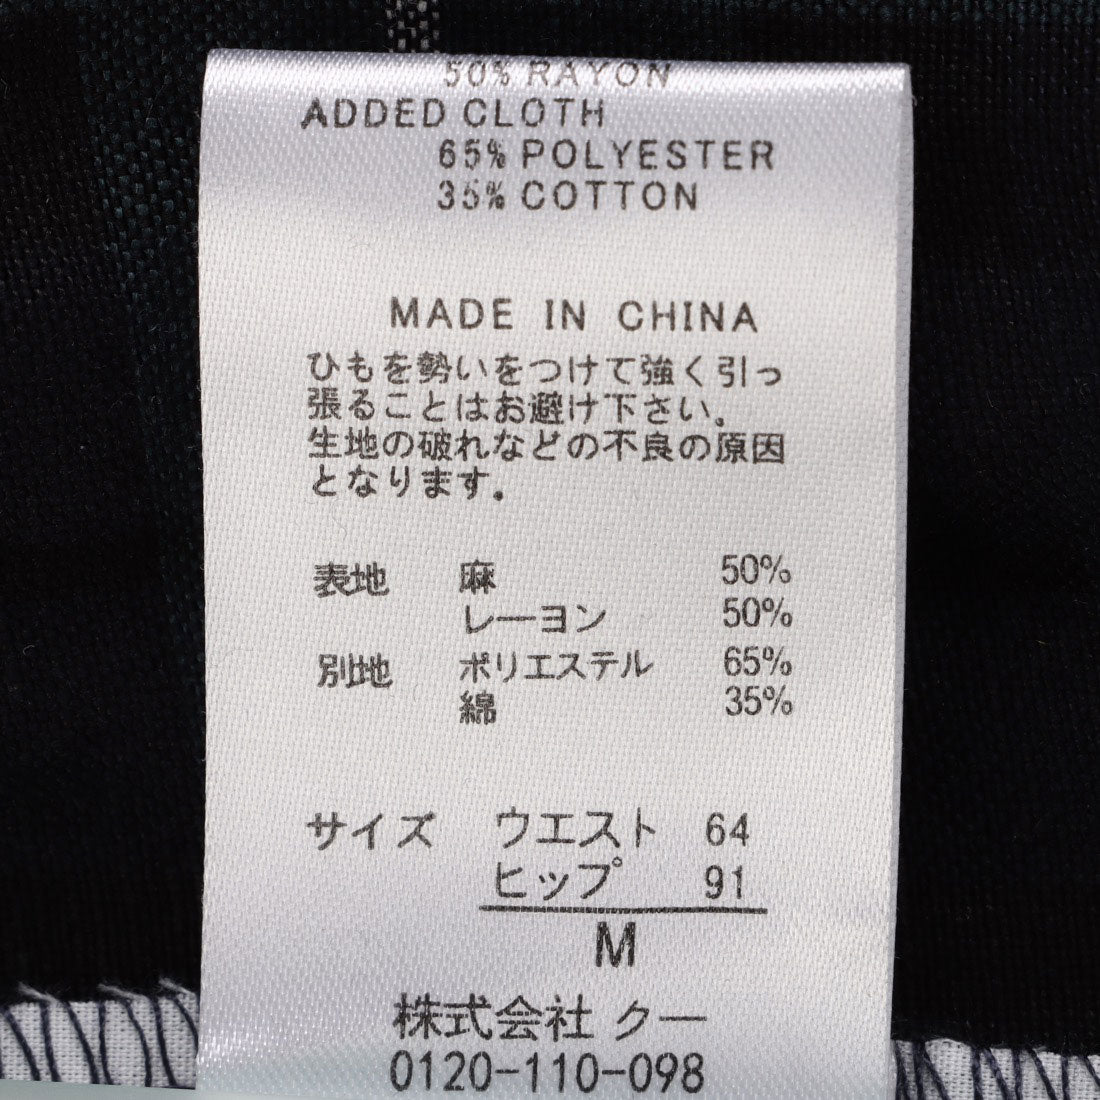 50% RAYON
ADDED CLOTH
65% POLYESTER
35% COTTON
MADE IN CHINA
ひもを勢いをつけて強く引っ
張ることはお避け下さい。
生地の破れなどの不良の原因
となります。
表地 麻 50%
レーヨン 50%
別地 ポリエステル 65%
綿 35%
サイズ ウエスト 64
ヒップ 91
M
株式会社 クー
0120-110-098